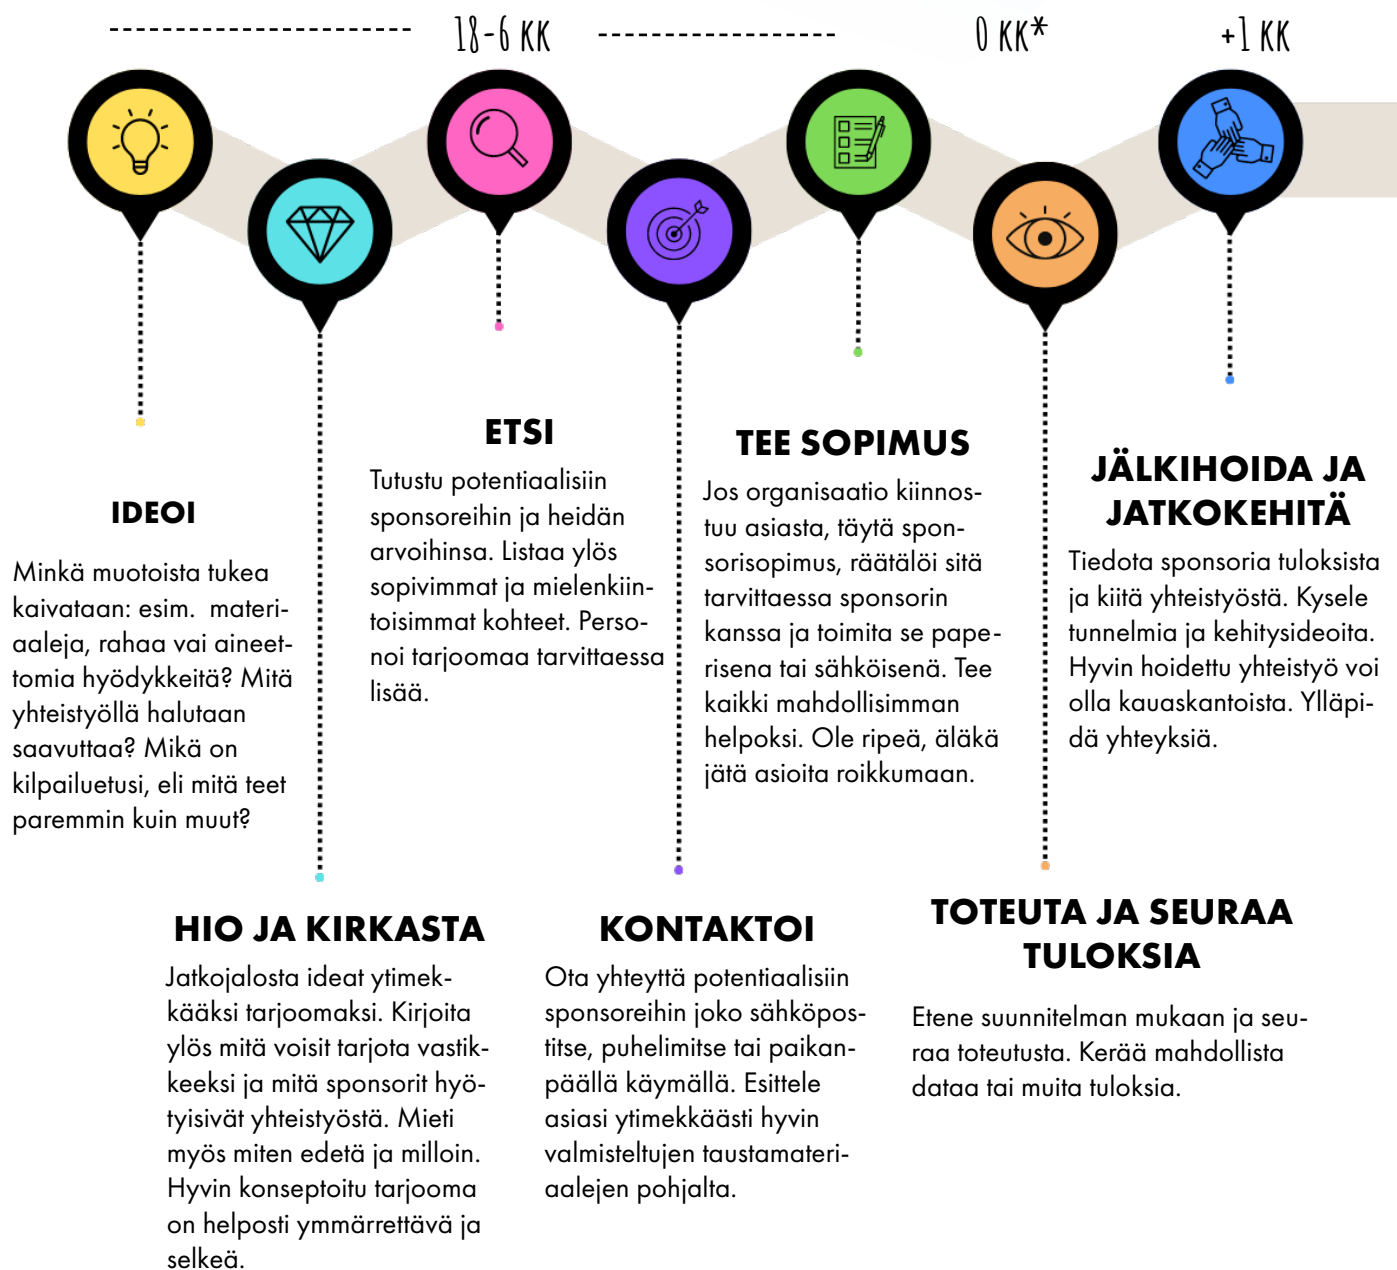 18-6 KK
0 KK*
+1 KK
IDEOI
Minkä muotoista tukea
kaivataan: esim. materi-
aaleja, rahaa vai aineet-
tomia hyödykkeitä? Mitä
yhteistyöllä halutaan
saavuttaa? Mikä on
kilpailuetusi, eli mitä teet
paremmin kuin muut?
HIO JA KIRKASTA
Jatkojalosta ideat ytimek-
kääksi tarjoomaksi. Kirjoita
ylös mitä voisit tarjota vastik-
keeksi ja mitä sponsorit hyö-
tyisivät yhteistyöstä. Mieti
myös miten edetä ja milloin.
Hyvin konseptoitu tarjooma
on helposti ymmärrettävä ja
selkeä.
ETSI
Tutustu potentiaalisiin
sponsoreihin ja heidän
arvoihinsa. Listaa ylös
sopivimmat ja mielenkiin-
toisimmat kohteet. Perso-
noi tarjoomaa tarvittaessa
lisää.
KONTAKTOI
Ota yhteyttä potentiaalisiin
sponsoreihin joko sähköpos-
titse, puhelimitse tai paikan-
päällä käymällä. Esittele
asiasi ytimekkäästi hyvin
valmisteltujen taustamateri-
aalejen pohjalta.
TEE SOPIMUS
Jos organisaatio kiinnos-
tuu asiasta, täytä spon-
sorisopimus, räätälöi sitä
tarvittaessa sponsorin
kanssa ja toimita se pape-
risena tai sähköisenä. Tee
kaikki mahdollisimman
helpoksi. Ole ripeä, äläkä
jätä asioita roikkumaan.
TOTEUTA JA SEURAA
TULOKSIA
Etene suunnitelman mukaan ja seu-
raa toteutusta. Kerää mahdollista
dataa tai muita tuloksia.
JÄLKIHOIDA JA
JATKOKEHITÄ
Tiedota sponsoria tuloksista
ja kiitä yhteistyöstä. Kysele
tunnelmia ja kehitysideoita.
Hyvin hoidettu yhteistyö voi
olla kauaskantoista. Ylläpi-
dä yhteyksiä.